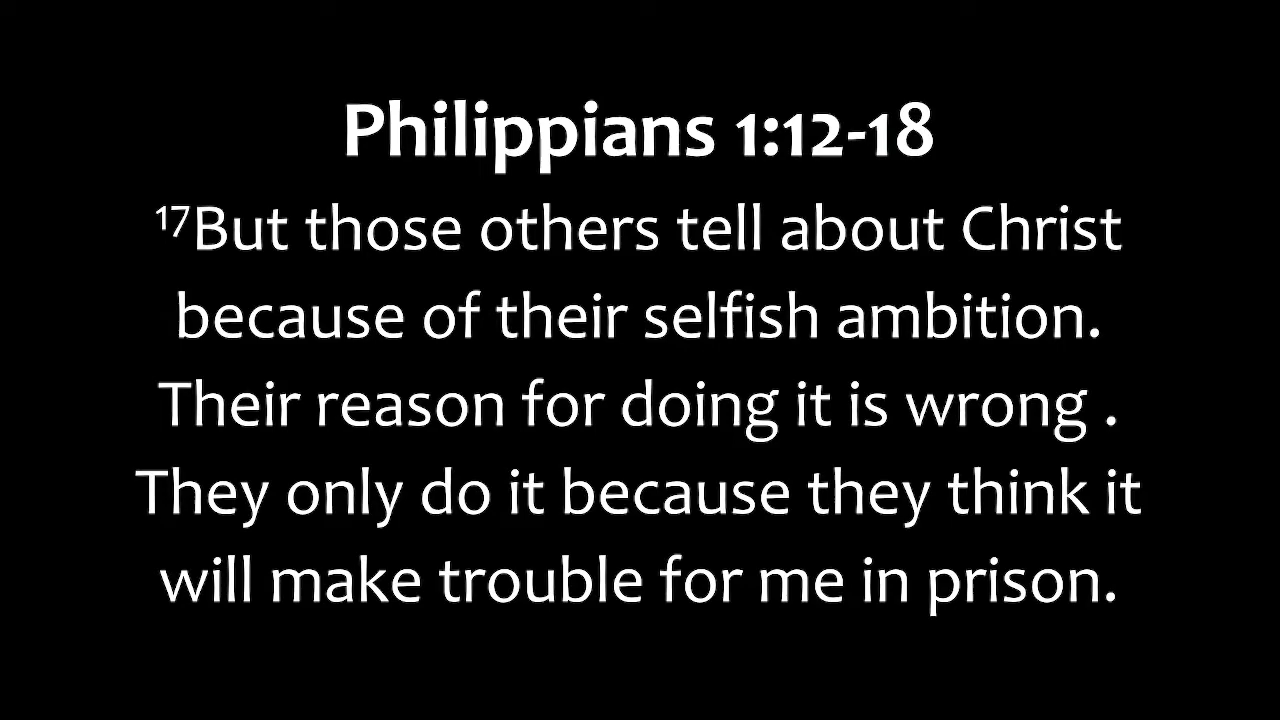 Philippians 1:12-18
¹⁷But those others tell about Christ
because of their selfish ambition.
Their reason for doing it is wrong .
They only do it because they think it
will make trouble for me in prison.